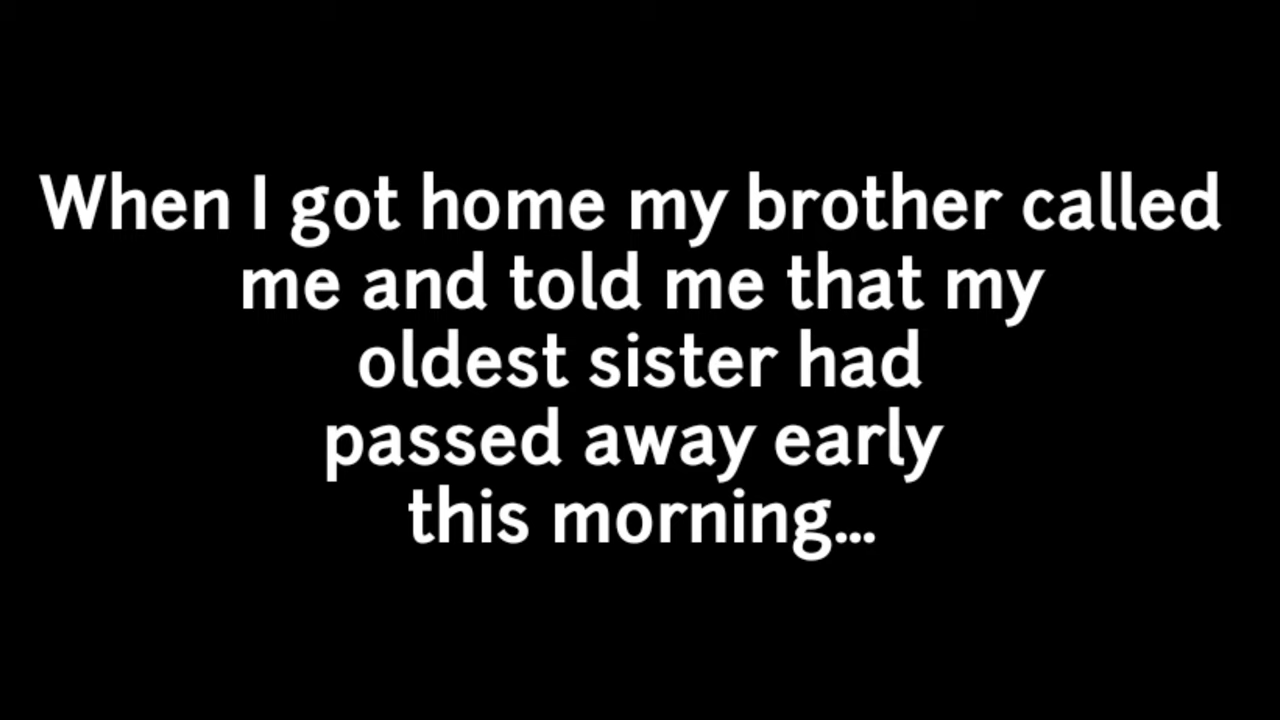 When I got home my brother called
me and told me that my
oldest sister had
passed away early
this morning...